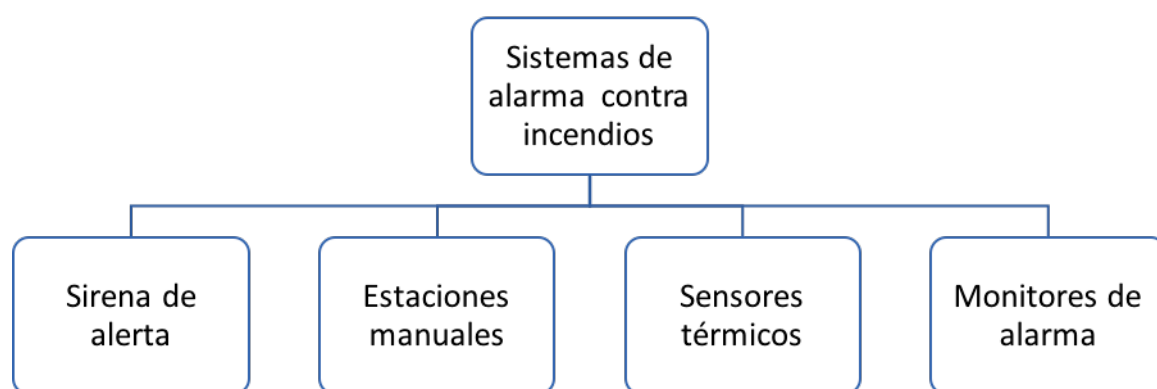 Sistemas de
alarma contra
incendios
Sirena de
alerta
Estaciones
manuales
Sensores
térmicos
Monitores de
alarma